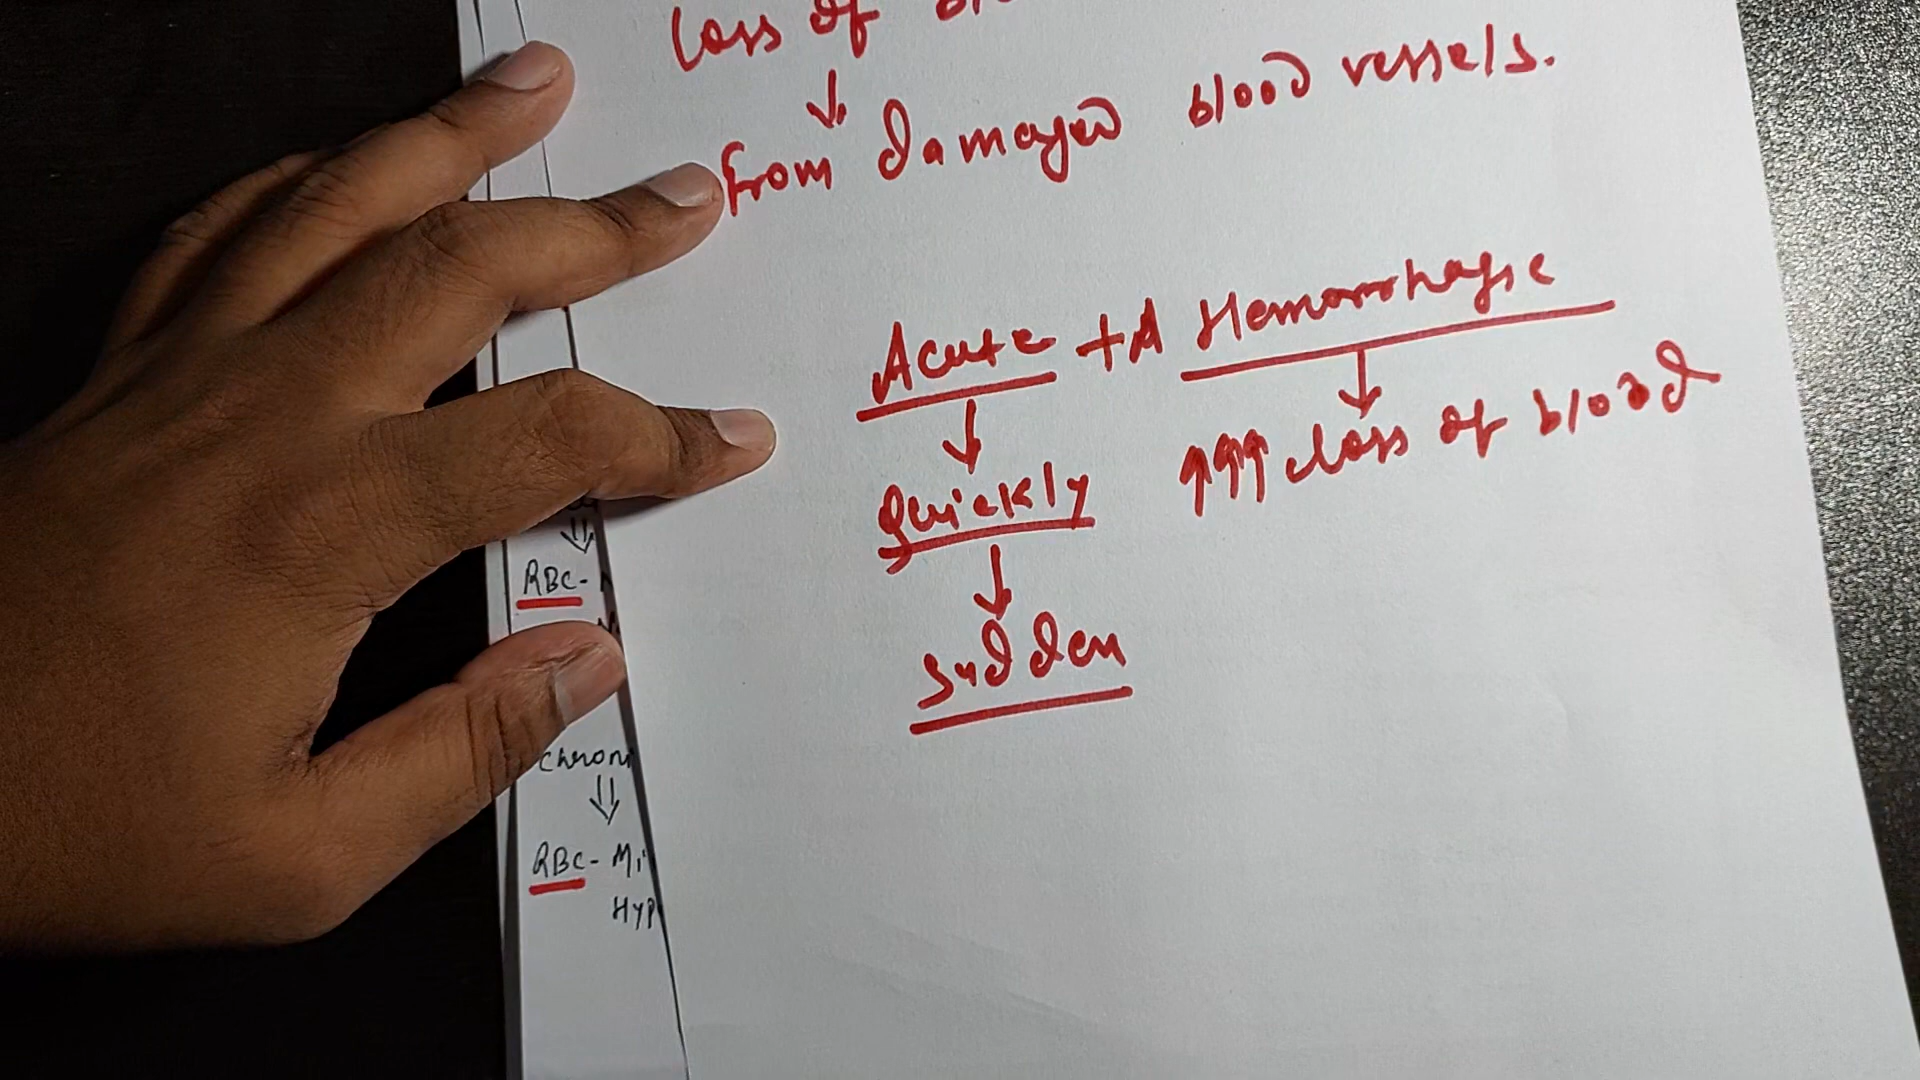 loss of
↓
from damaged blood vessels.
Acute + A Hemorrhagic
↓ ↓
Quickly ↑↑↑ loss of blood
↓
Sudden
⇓
RBC-
Chroni
⇓
RBC- Mi
Hyp